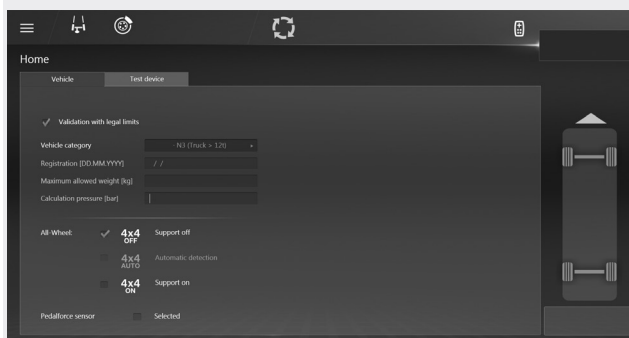 Home
Vehicle Test device
Validation with legal limits
Vehicle category - N3 (Truck > 12t)
Registration [DD.MM.YYYY] / /
Maximum allowed weight [kg]
Calculation pressure [bar]
All-Wheel: 4x4 OFF Support off
4x4 AUTO Automatic detection
4x4 ON Support on
Pedalforce sensor Selected